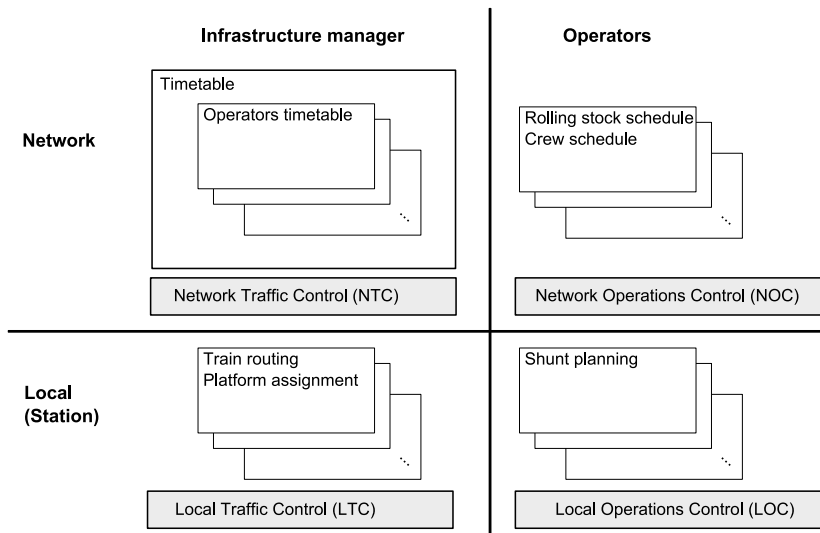 Infrastructure manager
Operators
Network
Timetable
Operators timetable
...
Rolling stock schedule
Crew schedule
...
Network Traffic Control (NTC)
Network Operations Control (NOC)
Local
(Station)
Train routing
Platform assignment
...
Shunt planning
...
Local Traffic Control (LTC)
Local Operations Control (LOC)